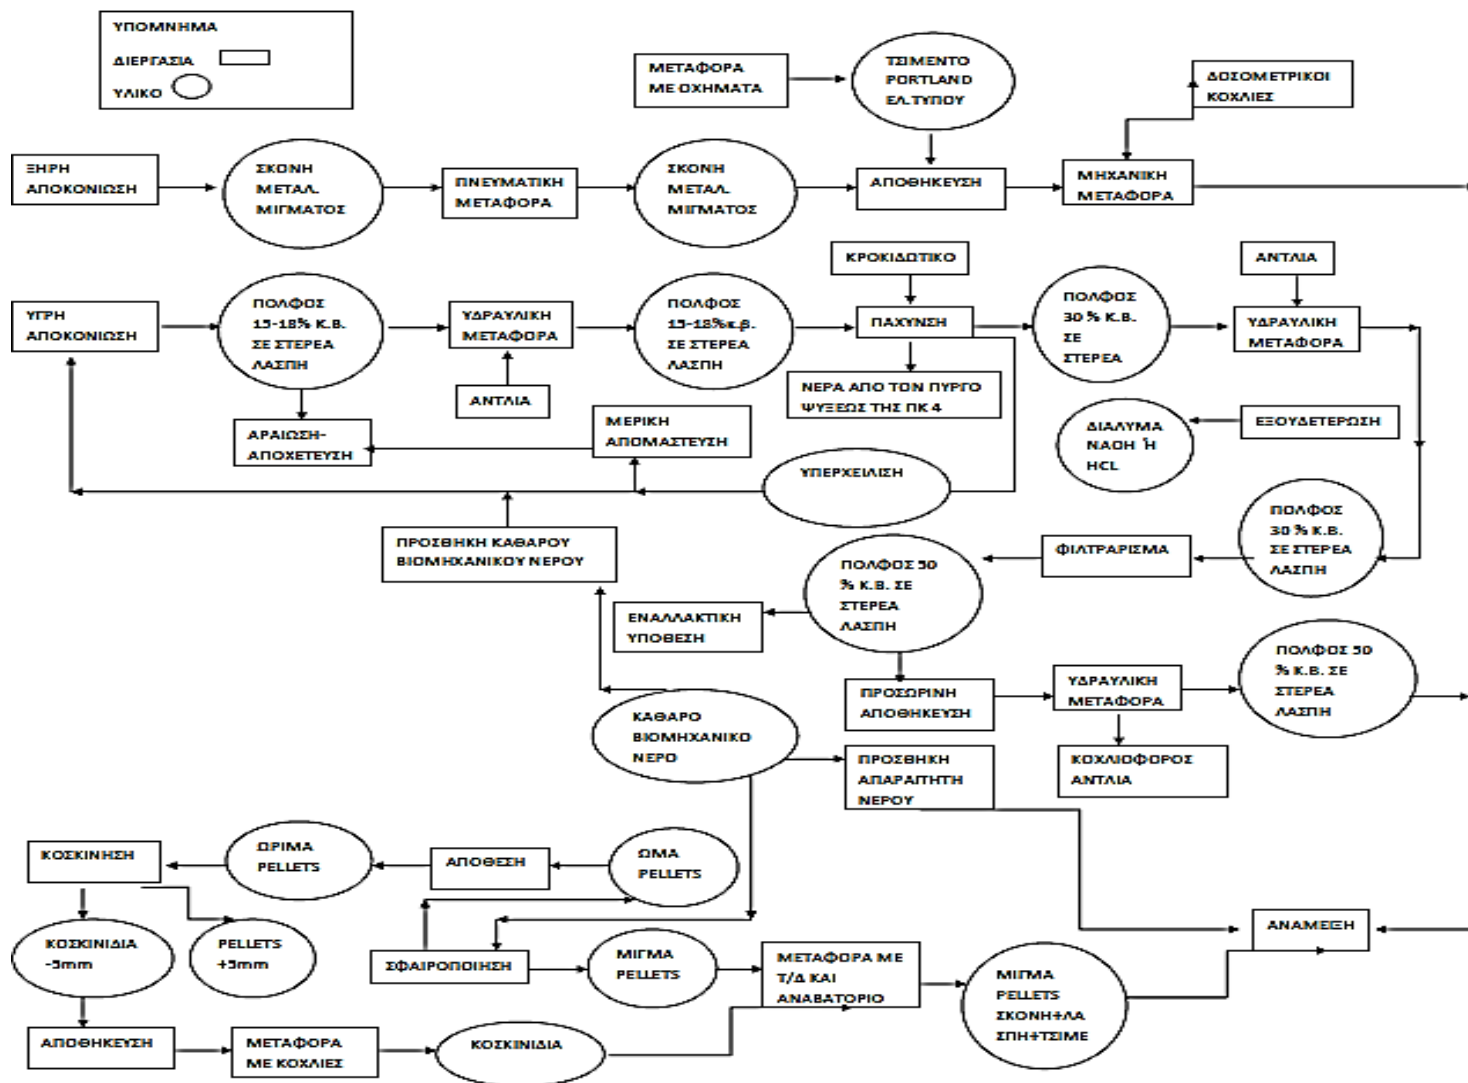 ΥΠΟΜΝΗΜΑ
ΔΙΕΡΓΑΣΙΑ
ΥΛΙΚΟ
ΜΕΤΑΦΟΡΑ
ΜΕ ΟΧΗΜΑΤΑ
ΤΣΙΜΕΝΤΟ
PORTLAND
ΕΛ.ΤΥΠΟΥ
ΔΟΣΟΜΕΤΡΙΚΟΙ
ΚΟΧΛΙΕΣ
ΞΗΡΗ
ΑΠΟΚΟΝΙΩΣΗ
ΣΚΟΝΗ
ΜΕΤΑΛ.
ΜΙΓΜΑΤΟΣ
ΠΝΕΥΜΑΤΙΚΗ
ΜΕΤΑΦΟΡΑ
ΣΚΟΝΗ
ΜΕΤΑΛ.
ΜΙΓΜΑΤΟΣ
ΑΠΟΘΗΚΕΥΣΗ
ΜΗΧΑΝΙΚΗ
ΜΕΤΑΦΟΡΑ
ΚΡΟΚΙΔΩΤΙΚΟ
ΑΝΤΛΙΑ
ΥΓΡΗ
ΑΠΟΚΟΝΙΩΣΗ
ΠΟΛΦΟΣ
15-18% Κ.Β.
ΣΕ ΣΤΕΡΕΑ
ΛΑΣΠΗ
ΥΔΡΑΥΛΙΚΗ
ΜΕΤΑΦΟΡΑ
ΠΟΛΦΟΣ
15-18%κ.β.
ΣΕ ΣΤΕΡΕΑ
ΛΑΣΠΗ
ΠΑΧΥΝΣΗ
ΠΟΛΦΟΣ
30 % Κ.Β.
ΣΕ
ΣΤΕΡΕΑ
ΥΔΡΑΥΛΙΚΗ
ΜΕΤΑΦΟΡΑ
ΑΝΤΛΙΑ
ΝΕΡΑ ΑΠΟ ΤΟΝ ΠΥΡΓΟ
ΨΥΞΕΩΣ ΤΗΣ ΠΚ 4
ΑΡΑΙΩΣΗ-
ΑΠΟΧΕΤΕΥΣΗ
ΜΕΡΙΚΗ
ΑΠΟΜΑΣΤΕΥΣΗ
ΔΙΑΛΥΜΑ
ΝΑΟΗ Ή
HCL
ΕΞΟΥΔΕΤΕΡΩΣΗ
ΥΠΕΡΧΕΙΛΙΣΗ
ΠΡΟΣΘΗΚΗ ΚΑΘΑΡΟΥ
ΒΙΟΜΗΧΑΝΙΚΟΥ ΝΕΡΟΥ
ΠΟΛΦΟΣ 50
% Κ.Β. ΣΕ
ΣΤΕΡΕΑ
ΛΑΣΠΗ
ΦΙΛΤΡΑΡΙΣΜΑ
ΠΟΛΦΟΣ
30 % Κ.Β.
ΣΕ ΣΤΕΡΕΑ
ΛΑΣΠΗ
ΕΝΑΛΛΑΚΤΙΚΗ
ΥΠΟΘΕΣΗ
ΠΡΟΣΩΡΙΝΗ
ΑΠΟΘΗΚΕΥΣΗ
ΥΔΡΑΥΛΙΚΗ
ΜΕΤΑΦΟΡΑ
ΠΟΛΦΟΣ 50
% Κ.Β. ΣΕ
ΣΤΕΡΕΑ
ΛΑΣΠΗ
ΚΑΘΑΡΟ
ΒΙΟΜΗΧΑΝΙΚΟ
ΝΕΡΟ
ΠΡΟΣΘΗΚΗ
ΑΠΑΡΑΙΤΗΤΗ
ΝΕΡΟΥ
ΚΟΧΛΙΟΦΟΡΟΣ
ΑΝΤΛΙΑ
ΚΟΣΚΙΝΗΣΗ
ΩΡΙΜΑ
PELLETS
ΑΠΟΘΕΣΗ
ΩΜΑ
PELLETS
ΚΟΣΚΙΝΙΔΙΑ
-5mm
PELLETS
+5mm
ΣΦΑΙΡΟΠΟΙΗΣΗ
ΜΙΓΜΑ
PELLETS
ΜΕΤΑΦΟΡΑ ΜΕ
Τ/Δ ΚΑΙ
ΑΝΑΒΑΤΟΡΙΟ
ΜΙΓΜΑ
PELLETS
ΣΚΟΝΗ+ΛΑ
ΣΠΗ+ΤΣΙΜΕ
ΑΝΑΜΕΙΞΗ
ΑΠΟΘΗΚΕΥΣΗ
ΜΕΤΑΦΟΡΑ
ΜΕ ΚΟΧΛΙΕΣ
ΚΟΣΚΙΝΙΔΙΑ